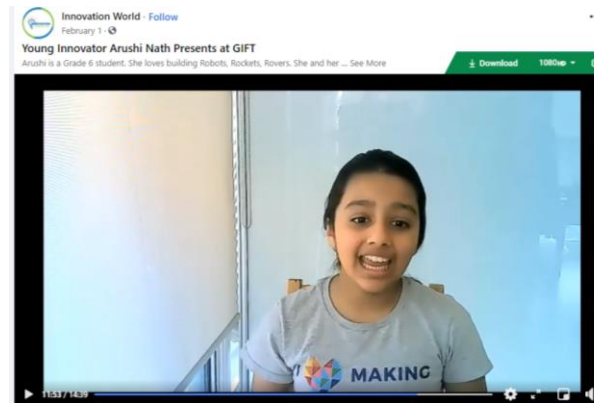 Innovation World · Follow
February 1 ·
Young Innovator Arushi Nath Presents at GIFT
Arushi is a Grade 6 student. She loves building Robots, Rockets, Rovers. She and her ... See More
Download 1080HD
I MAKING
11:53 / 14:39